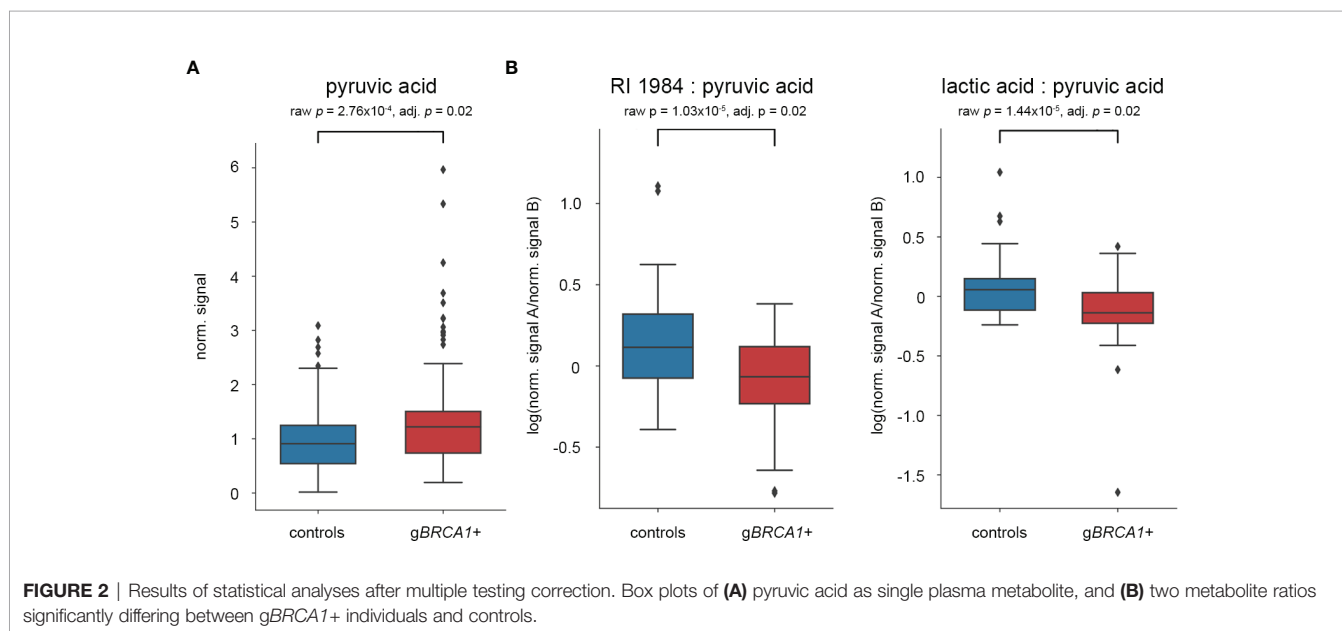 A
pyruvic acid
raw p = 2.76x10⁻⁴, adj. p = 0.02
norm. signal
6
5
4
3
2
1
0
controls
gBRCA1+
B
RI 1984 : pyruvic acid
raw p = 1.03x10⁻⁵, adj. p = 0.02
log(norm. signal A/norm. signal B)
1.0
0.5
0
-0.5
controls
gBRCA1+
lactic acid : pyruvic acid
raw p = 1.44x10⁻⁵, adj. p = 0.02
log(norm. signal A/norm. signal B)
1.0
0.5
0
-0.5
-1.0
-1.5
controls
gBRCA1+
FIGURE 2 | Results of statistical analyses after multiple testing correction. Box plots of (A) pyruvic acid as single plasma metabolite, and (B) two metabolite ratios
significantly differing between gBRCA1+ individuals and controls.